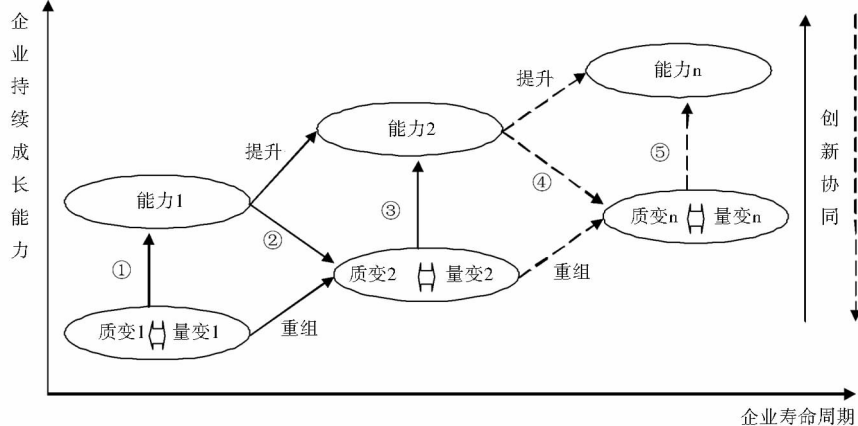 企业持续成长能力
能力n
提升
能力2
提升
创新协同
⑤
④
质变n 量变n
能力1
③
②
重组
质变2 量变2
①
质变1 量变1
重组
企业寿命周期